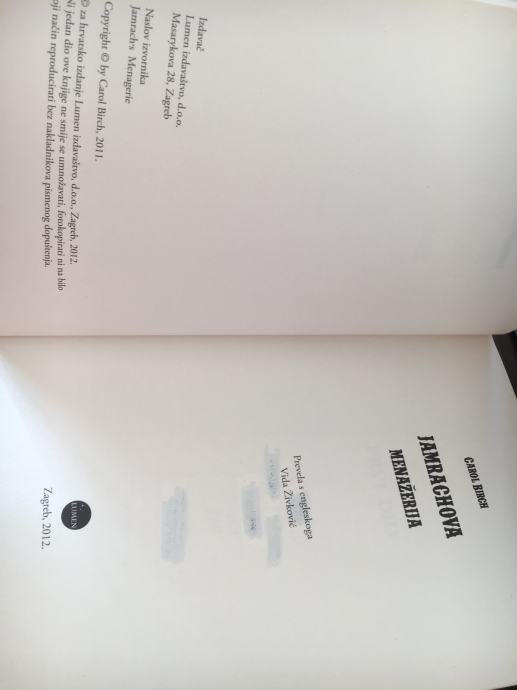 Izdavač
Lumen izdavaštvo, d.o.o.
Masarykova 28, Zagreb
Naslov izvornika
Jamrach's Menagerie
Copyright © by Carol Birch, 2011.
© za hrvatsko izdanje Lumen izdavaštvo, d.o.o., Zagreb, 2012.
Ni jedan dio ove knjige ne smije se umnožavati, fotokopirati ni na bilo
koji način reproducirati bez nakladnikova pismenog dopuštenja.
CAROL BIRCH
JAMRACHOVA
MENAŽERIJA
Prevela s engleskoga
Vida Živković
LUMEN
Zagreb, 2012.